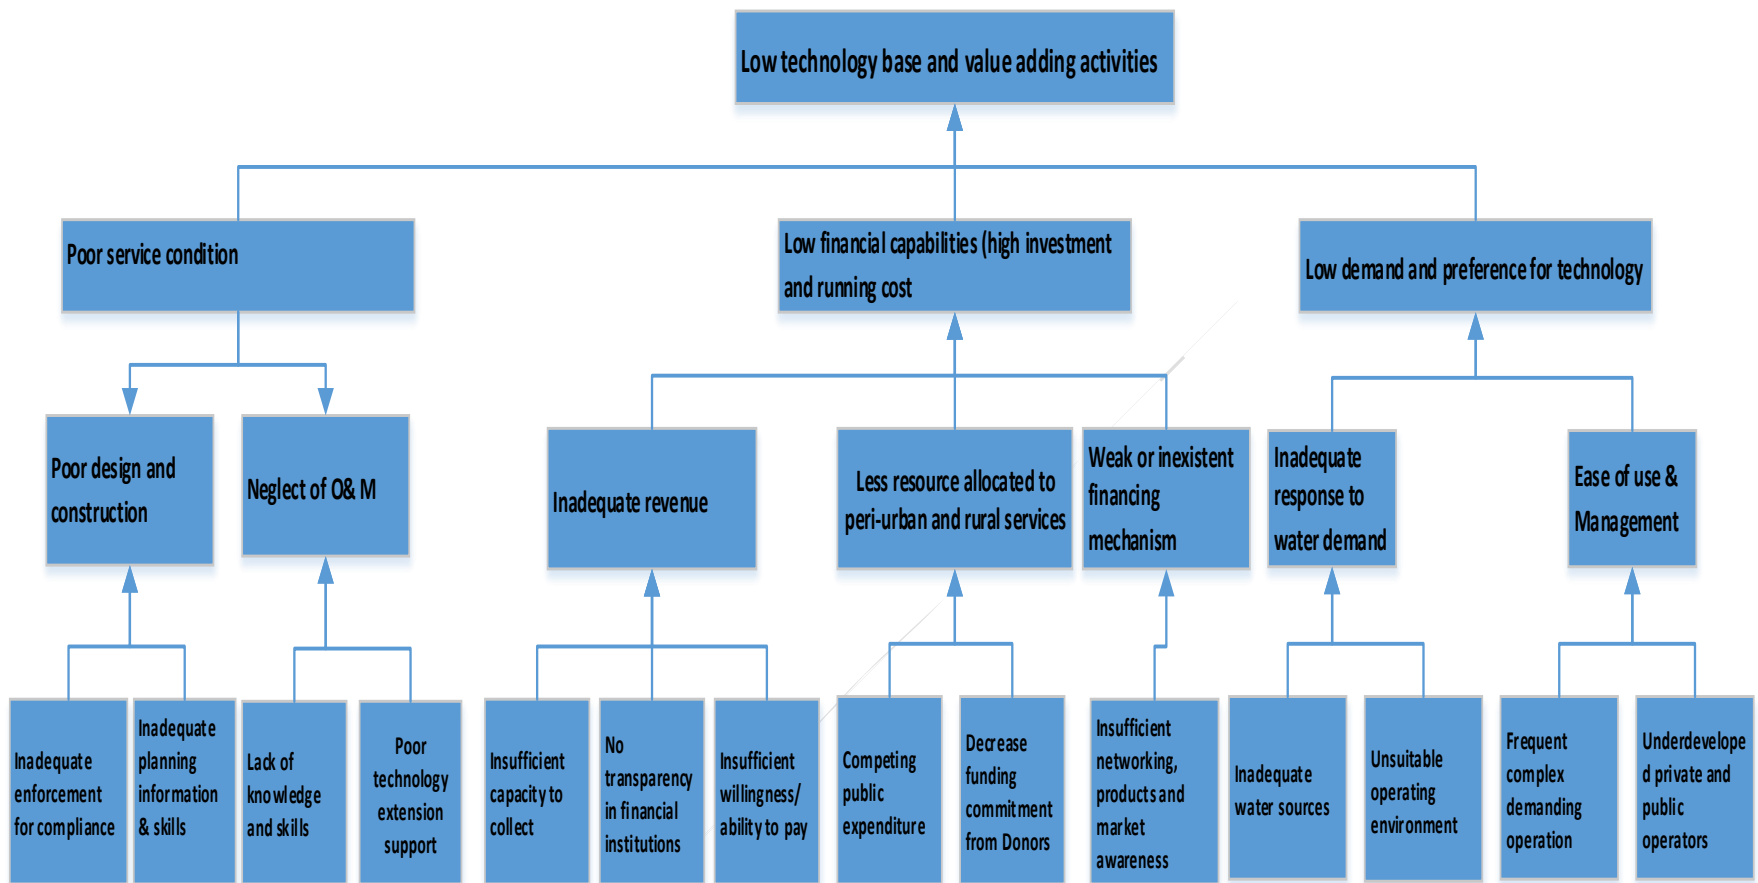 Low technology base and value adding activities
Poor service condition
Low financial capabilities (high investment
and running cost
Low demand and preference for technology
Poor design and
construction
Neglect of O& M
Inadequate revenue
Less resource allocated to
peri-urban and rural services
Weak or inexistent
financing
mechanism
Inadequate
response to
water demand
Ease of use &
Management
Inadequate
enforcement
for compliance
Inadequate
planning
information
& skills
Lack of
knowledge
and skills
Poor
technology
extension
support
Insufficient
capacity to
collect
No
transparency
in financial
institutions
Insufficient
willingness/
ability to pay
Competing
public
expenditure
Decrease
funding
commitment
from Donors
Insufficient
networking,
products and
market
awareness
Inadequate
water sources
Unsuitable
operating
environment
Frequent
complex
demanding
operation
Underdevelope
d private and
public
operators